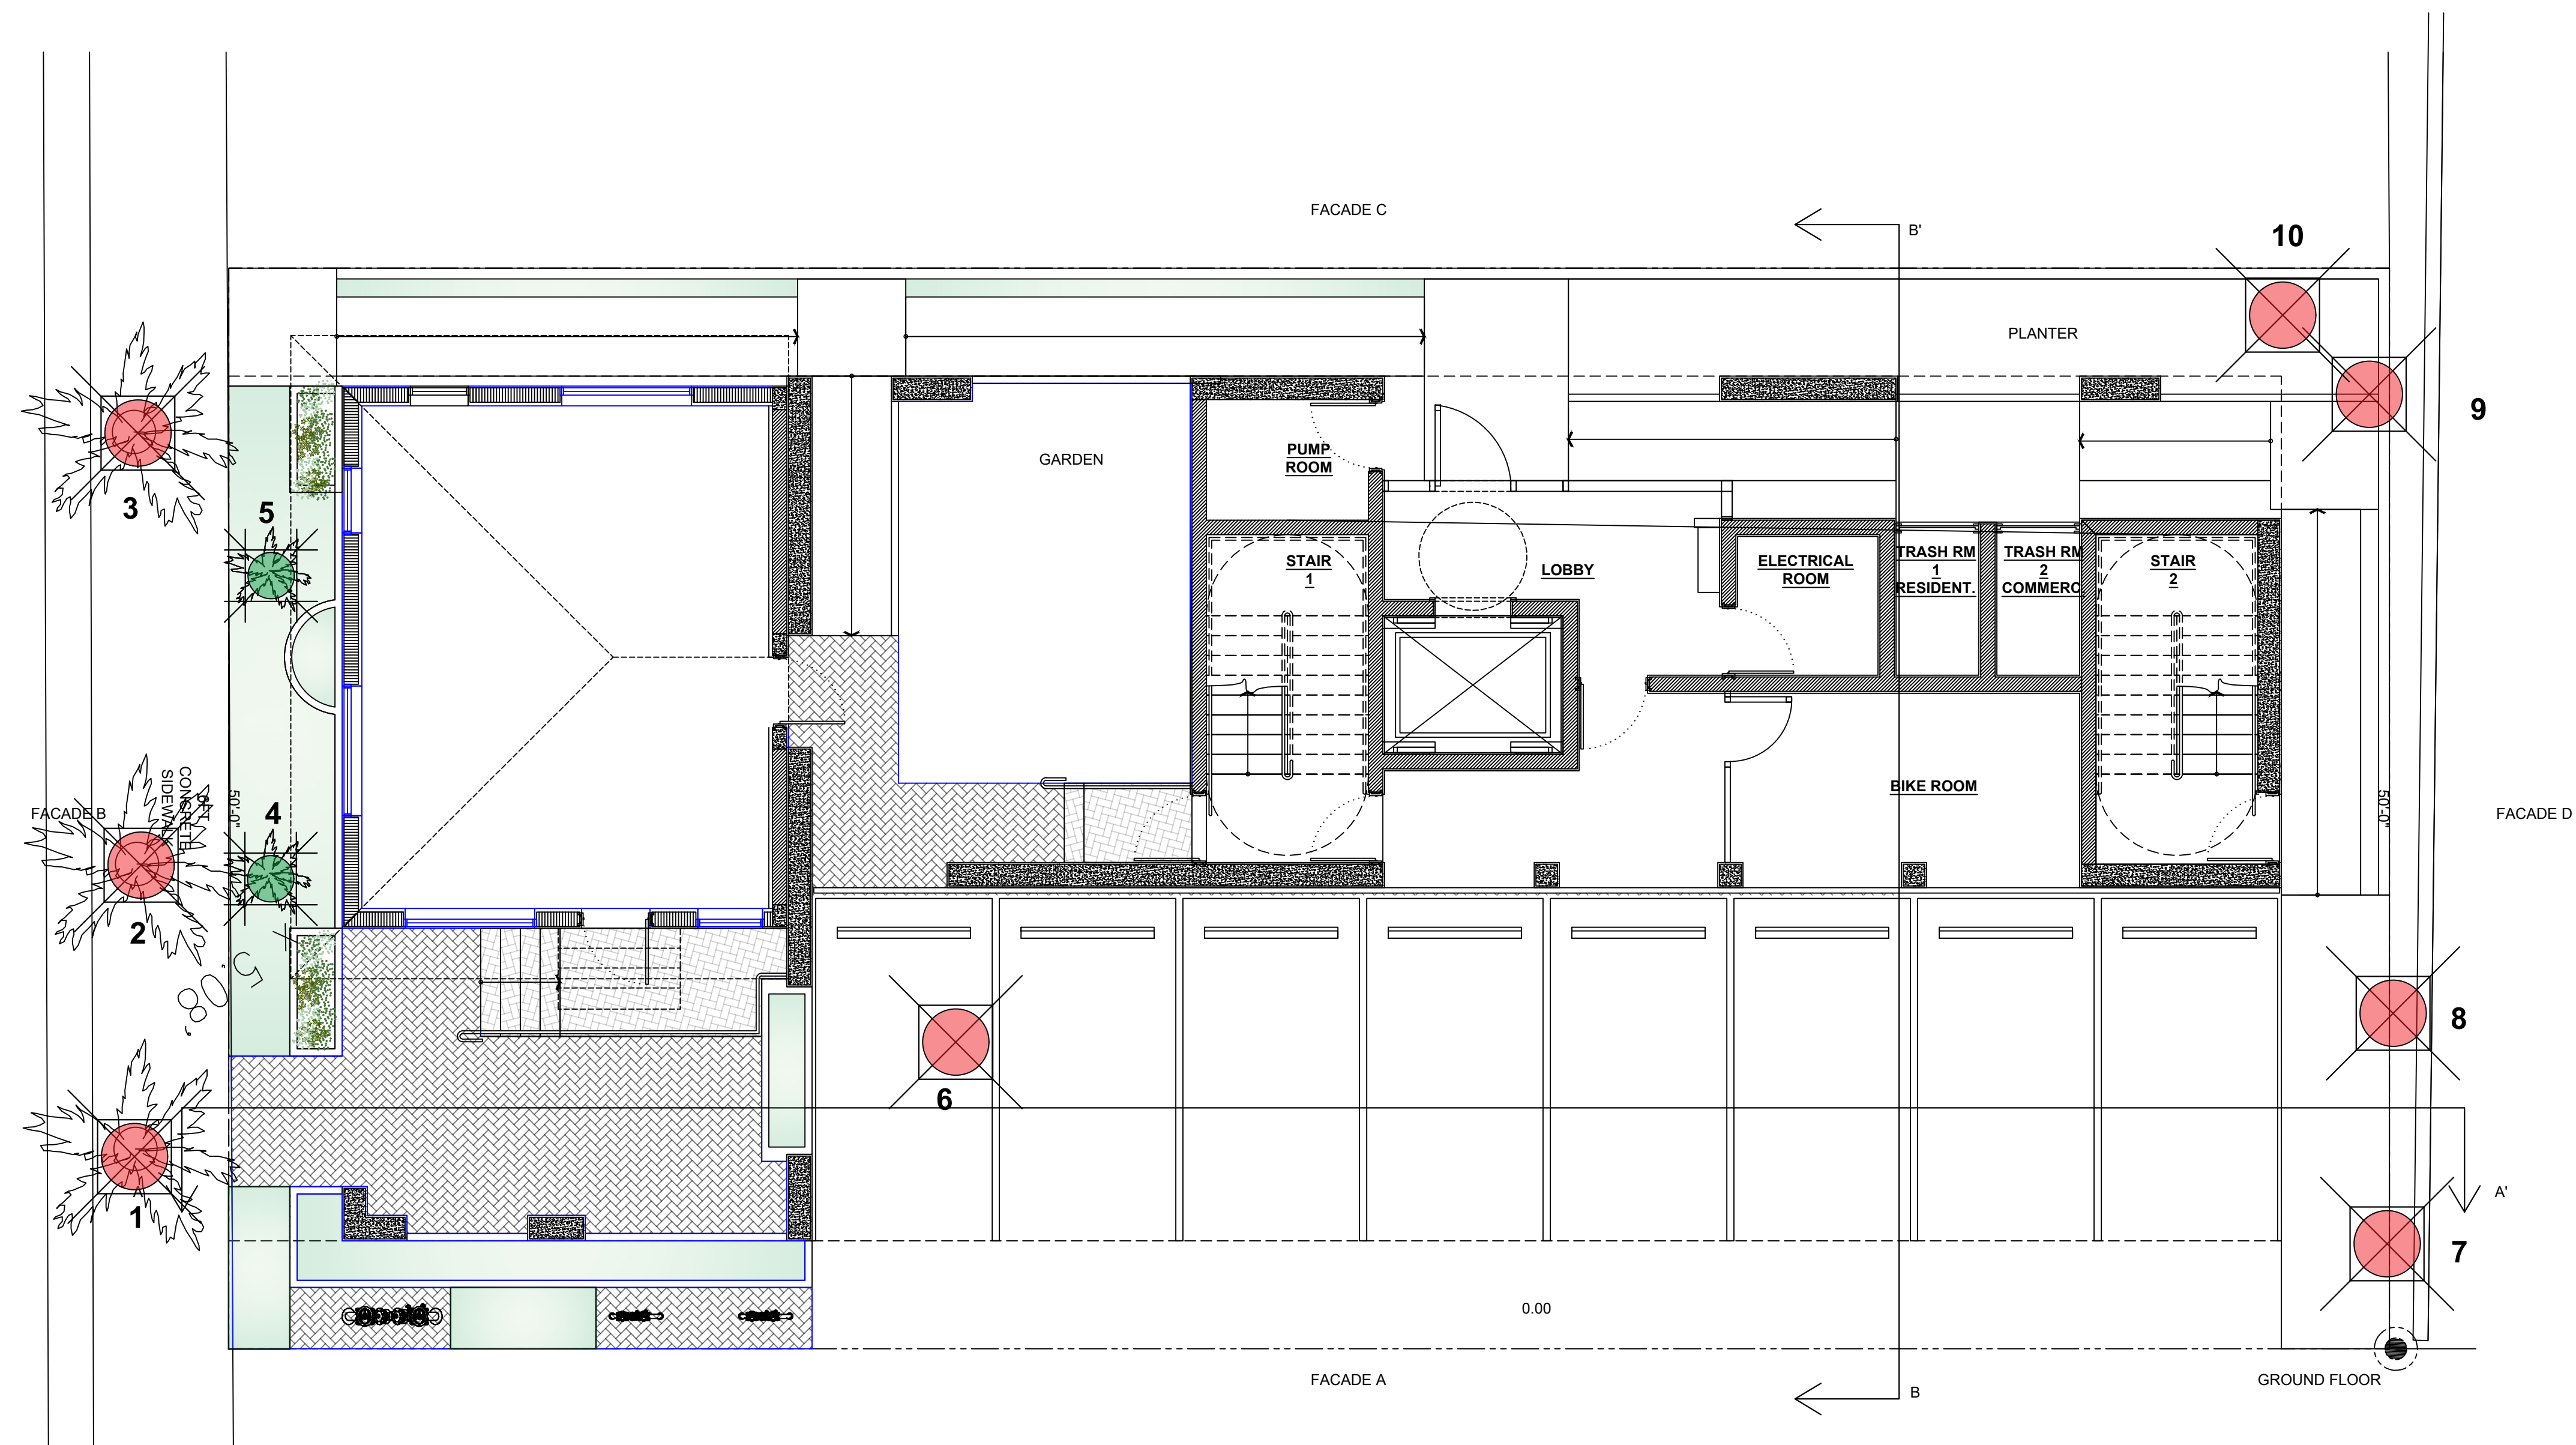 FACADE C
B'
10
PLANTER
9
3
5
GARDEN
PUMP
ROOM
STAIR
1
LOBBY
ELECTRICAL
ROOM
TRASH RM
1
RESIDENT.
TRASH RM
2
COMMERC
STAIR
2
FACADE B
CONCRETE
SIDEWALK
50'-0"
4
2
BIKE ROOM
50'-0"
FACADE D
5
6
8
A
1
A'
7
0.00
FACADE A
B
GROUND FLOOR